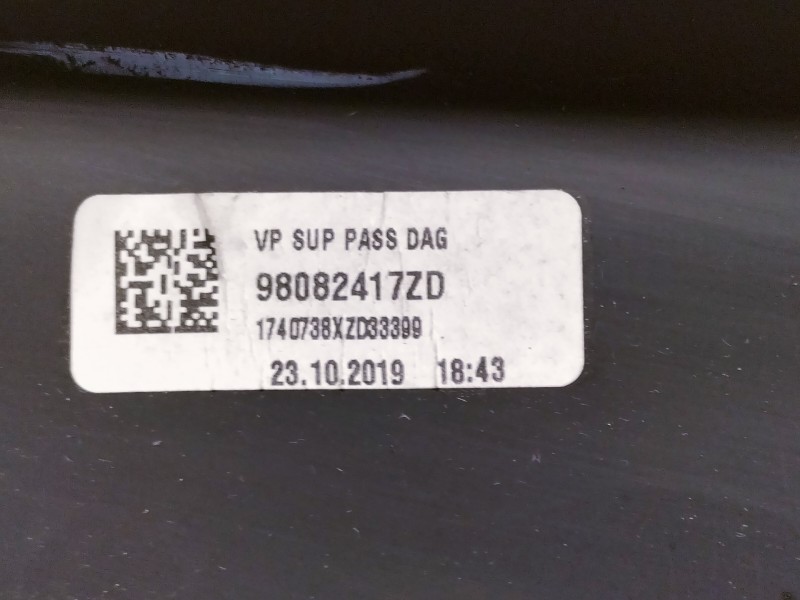 VP SUP PASS DAG
98082417ZD
1740738XZD33399
23.10.2019 18:43